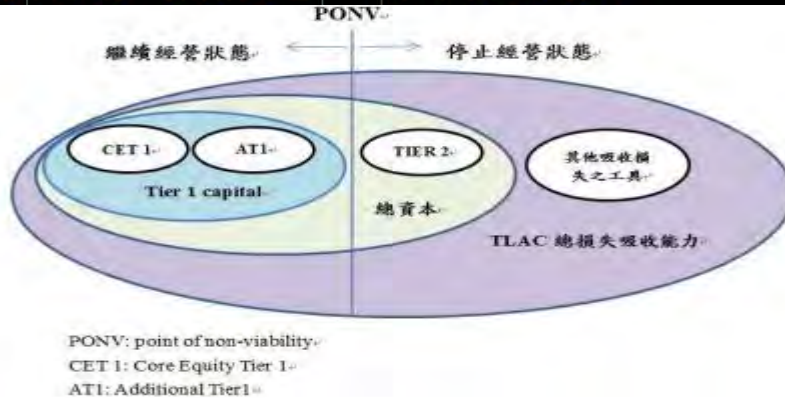 PONV
繼續經營狀態
停止經營狀態
CET 1
AT1
TIER 2
其他吸收損
失之工具
Tier 1 capital
總資本
TLAC 總損失吸收能力
PONV: point of non-viability
CET 1: Core Equity Tier 1
AT1: Additional Tier1